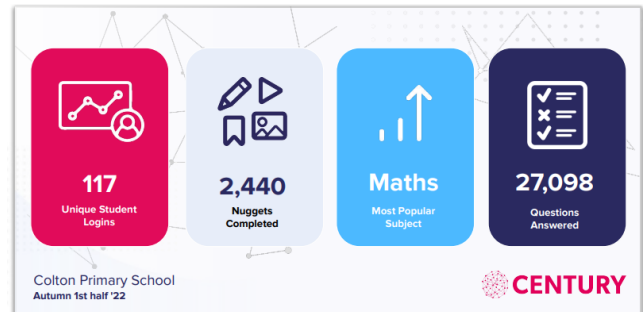 117
Unique Student
Logins
2,440
Nuggets
Completed
Maths
Most Popular
Subject
27,098
Questions
Answered
Colton Primary School
Autumn 1st half '22
CENTURY